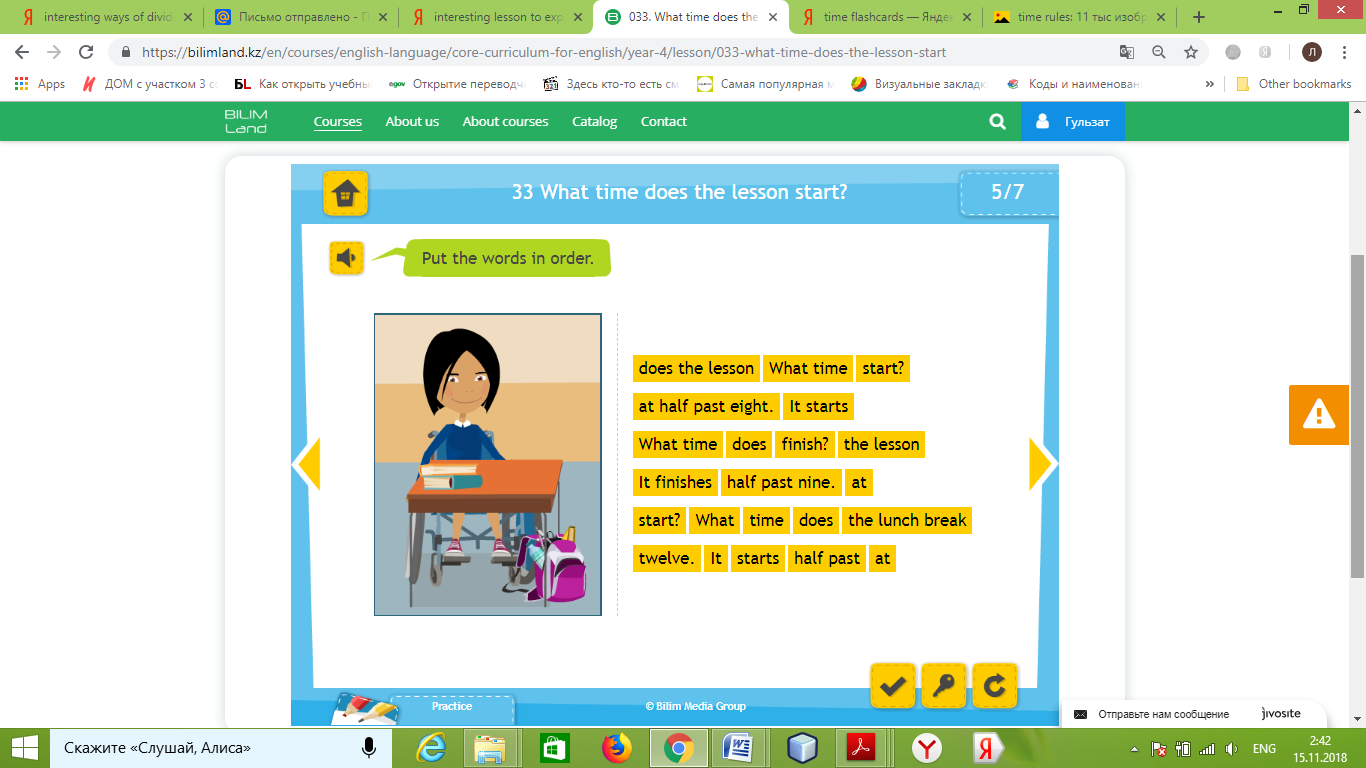 interesting ways of divid
Письмо отправлено - П
interesting lesson to exp
033. What time does the
time flashcards — Яндек
time rules: 11 тыс изобр
https://bilimland.kz/en/courses/english-language/core-curriculum-for-english/year-4/lesson/033-what-time-does-the-lesson-start
Л
Apps
ДОМ с участком 3 со
Как открыть учебны
Открытие переводч
Здесь кто-то есть см
Самая популярная м
Визуальные закладк
Коды и наименован
»
Other bookmarks
BILIM Land
Courses About us About courses Catalog Contact
Гульзат
33 What time does the lesson start?
5/7
Put the words in order.
does the lesson What time start?
at half past eight. It starts
What time does finish? the lesson
It finishes half past nine. at
start? What time does the lunch break
twelve. It starts half past at
Practice
© Bilim Media Group
Отправьте нам сообщение jivosite
Скажите «Слушай, Алиса»
ENG
2:42
15.11.2018